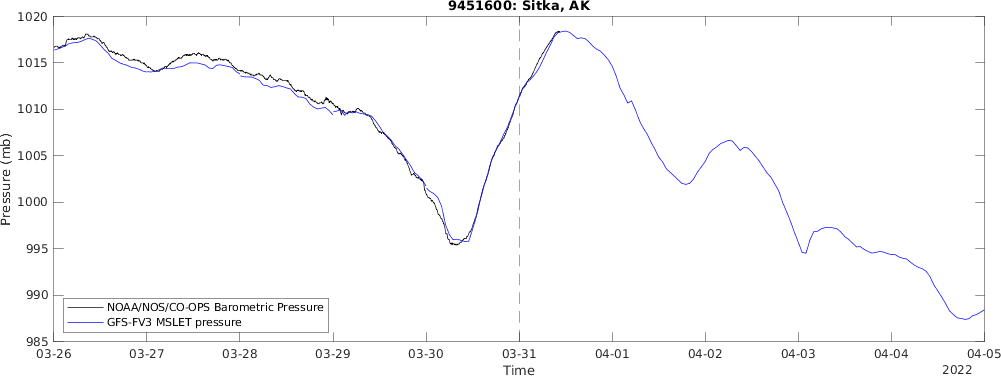 9451600: Sitka, AK
1020
1015
1010
1005
1000
995
990
985
Pressure (mb)
NOAA/NOS/CO-OPS Barometric Pressure
GFS-FV3 MSLET pressure
03-26 03-27 03-28 03-29 03-30 03-31 04-01 04-02 04-03 04-04 04-05
Time
2022